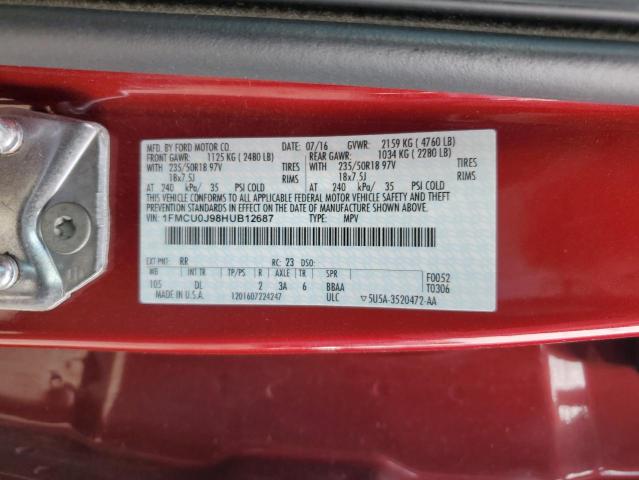 MFD. BY FORD MOTOR CO. DATE: 07/16 GVWR: 2159 KG ( 4760 LB)
FRONT GAWR: 1125 KG ( 2480 LB) REAR GAWR: 1034 KG ( 2280 LB)
WITH 235/50R18 97V TIRES WITH 235/50R18 97V TIRES
18x7.5J RIMS 18x7.5J RIMS
AT 240 kPa/ 35 PSI COLD AT 240 kPa/ 35 PSI COLD
THIS VEHICLE CONFORMS TO ALL APPLICABLE FEDERAL MOTOR VEHICLE SAFETY AND THEFT PREVENTION STANDARDS IN EFFECT ON THE DATE OF MANUFACTURE SHOWN ABOVE.
VIN: 1FMCU0J98HUB12687 TYPE: MPV
EXT PNT: RR RC: 23 DSO:
WB INT TR TP/PS R AXLE TR SPR F0052
105 DL 2 3A 6 BBAA T0306
MADE IN U.S.A. 1201607224247 ULC ▽ 5U5A-3520472-AA